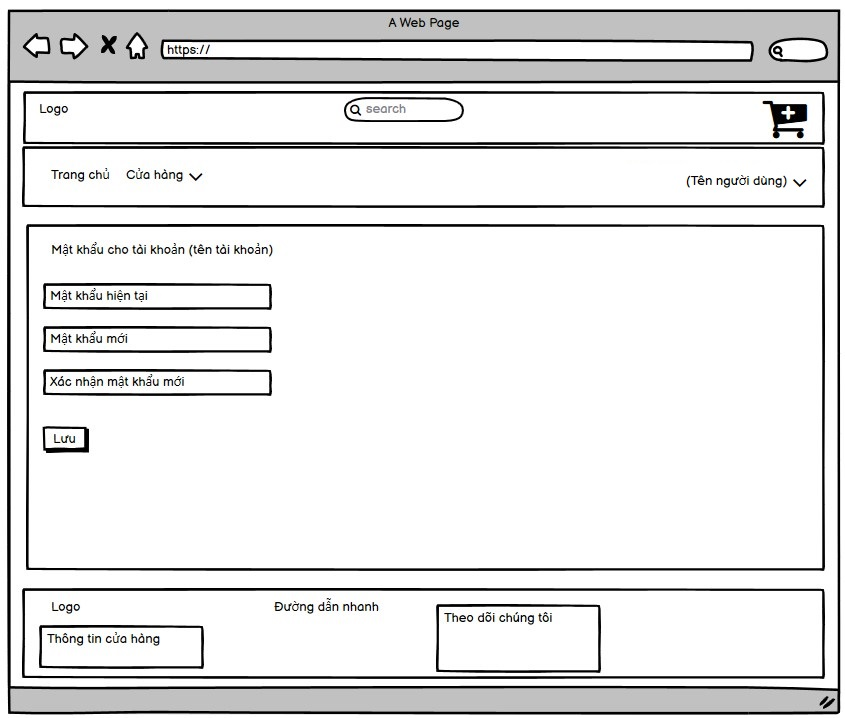 A Web Page
https://
Logo
search
Trang chủ
Cửa hàng
(Tên người dùng)
Mật khẩu cho tài khoản (tên tài khoản)
Mật khẩu hiện tại
Mật khẩu mới
Xác nhận mật khẩu mới
Lưu
Logo
Đường dẫn nhanh
Theo dõi chúng tôi
Thông tin cửa hàng